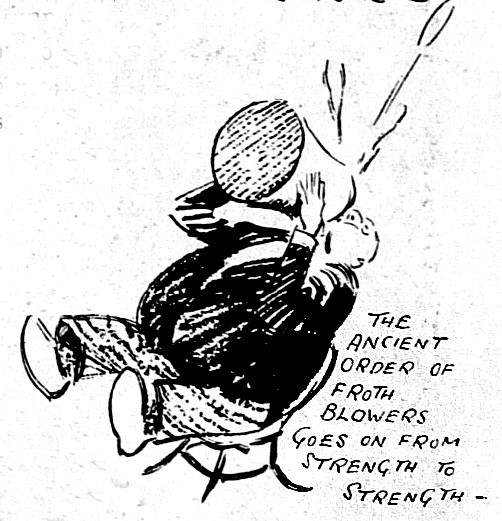 THE
ANCIENT
ORDER OF
FROTH
BLOWERS
GOES ON FROM
STRENGTH TO
STRENGTH -